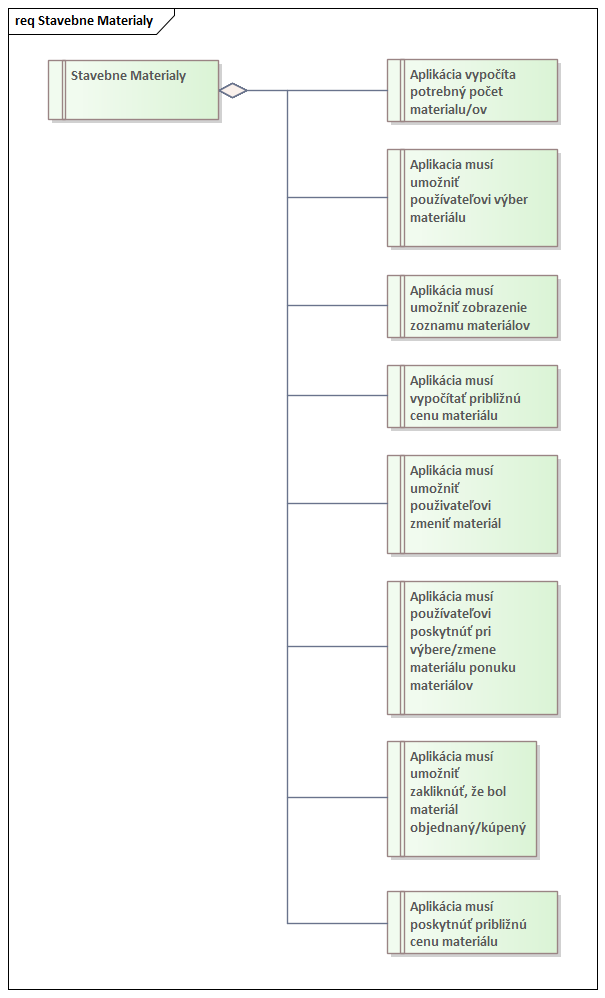 req Stavebne Materialy
Stavebne Materialy
Aplikácia vypočíta
potrebný počet
materialu/ov
Aplikacia musí
umožniť
používateľovi výber
materiálu
Aplikácia musí
umožniť zobrazenie
zoznamu materiálov
Aplikácia musí
vypočítať približnú
cenu materiálu
Aplikácia musí
umožniť
použivateľovi
zmeniť materiál
Aplikácia musí
používateľovi
poskytnúť pri
výbere/zmene
materiálu ponuku
materiálov
Aplikácia musí
umožniť
zakliknúť, že bol
materiál
objednaný/kúpený
Aplikácia musí
poskytnúť približnú
cenu materiálu